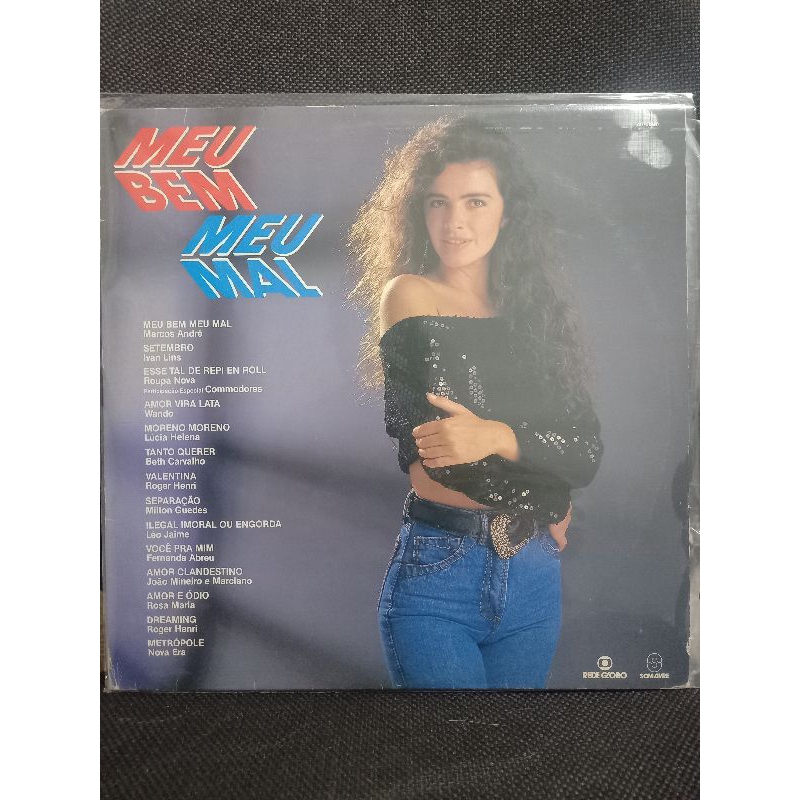 MEU
BEM
MEU
MAL
MEU BEM MEU MAL
Marcos André
SETEMBRO
Ivan Lins
ESSE TAL DE REPI EN ROLL
Roupa Nova
Participação Especial Commodores
AMOR VIRA LATA
Wando
MORENO MORENO
Lúcia Helena
TANTO QUERER
Beth Carvalho
VALENTINA
Roger Henri
SEPARAÇÃO
Milton Guedes
ILEGAL IMORAL OU ENGORDA
Léo Jaime
VOCÊ PRA MIM
Fernanda Abreu
AMOR CLANDESTINO
João Mineiro e Marciano
AMOR E ÓDIO
Rosa Maria
DREAMING
Roger Henri
METRÓPOLE
Nova Era
REDE GLOBO
SOM LIVRE